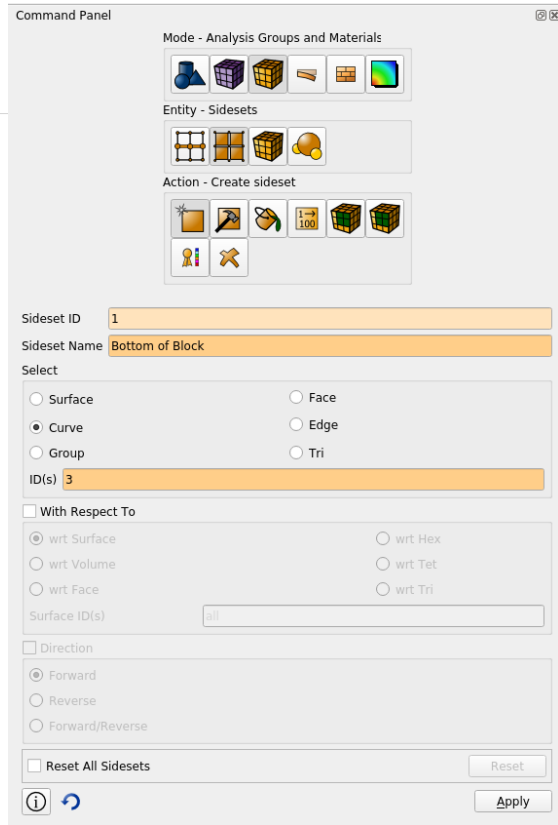 Command Panel
Mode - Analysis Groups and Materials
Entity - Sidesets
Action - Create sideset
1→
100
Sideset ID 1
Sideset Name Bottom of Block
Select
Surface Face
Curve Edge
Group Tri
ID(s) 3
With Respect To
wrt Surface wrt Hex
wrt Volume wrt Tet
wrt Face wrt Tri
Surface ID(s) all
Direction
Forward
Reverse
Forward/Reverse
Reset All Sidesets Reset
Apply